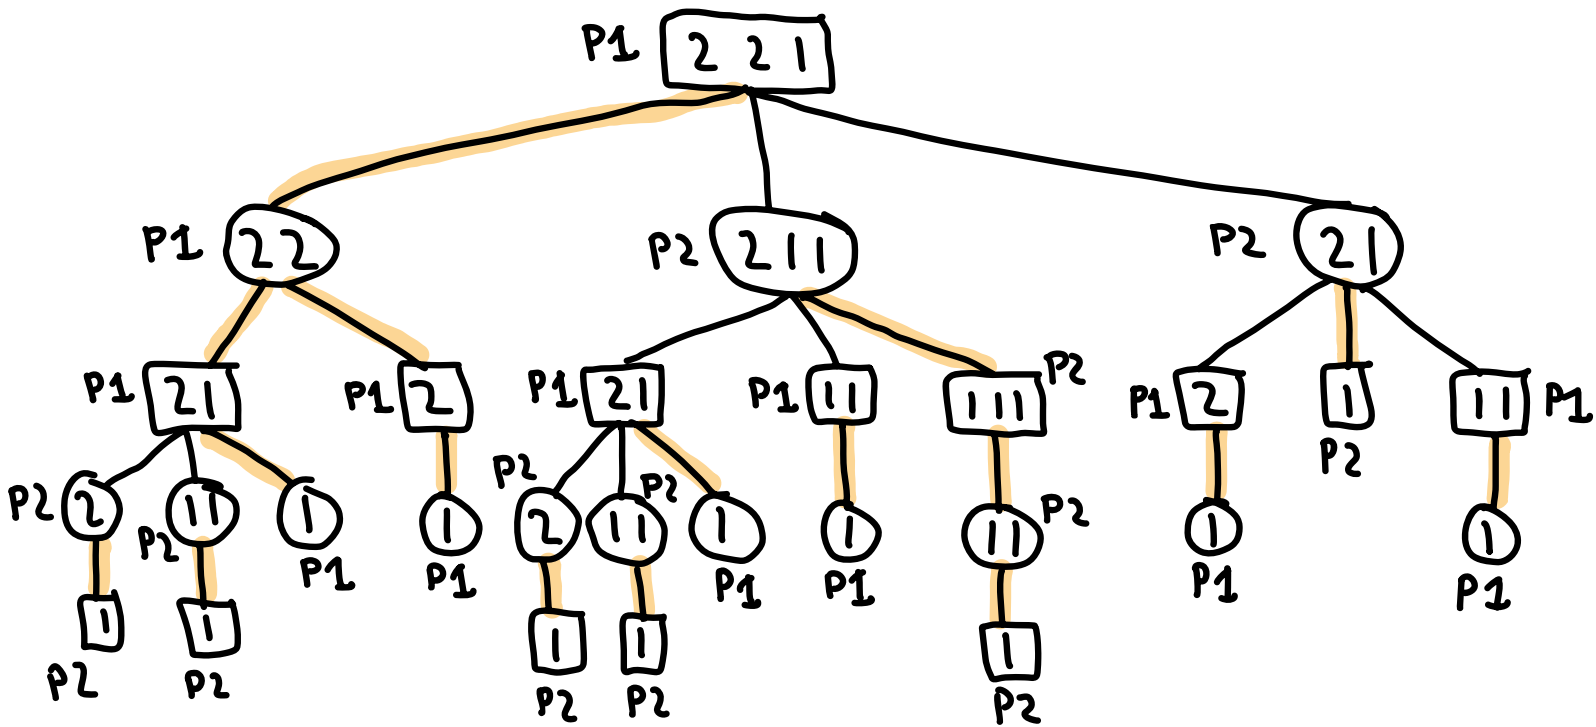 P1 2 2 1
P1 2 2 P2 2 1 1 P2 2 1
P1 2 1 P1 2 P1 2 1 P1 1 1 1 1 1 P2 P1 2 1 1 1 P1
P2
P2 2 1 1 1 1 2 P2 1 1 1 1 1 1 P2 1 1
P2 P1 P1 P1 P1 P1 P1
1 1 1 1 1
P2 P2 P2 P2 P2